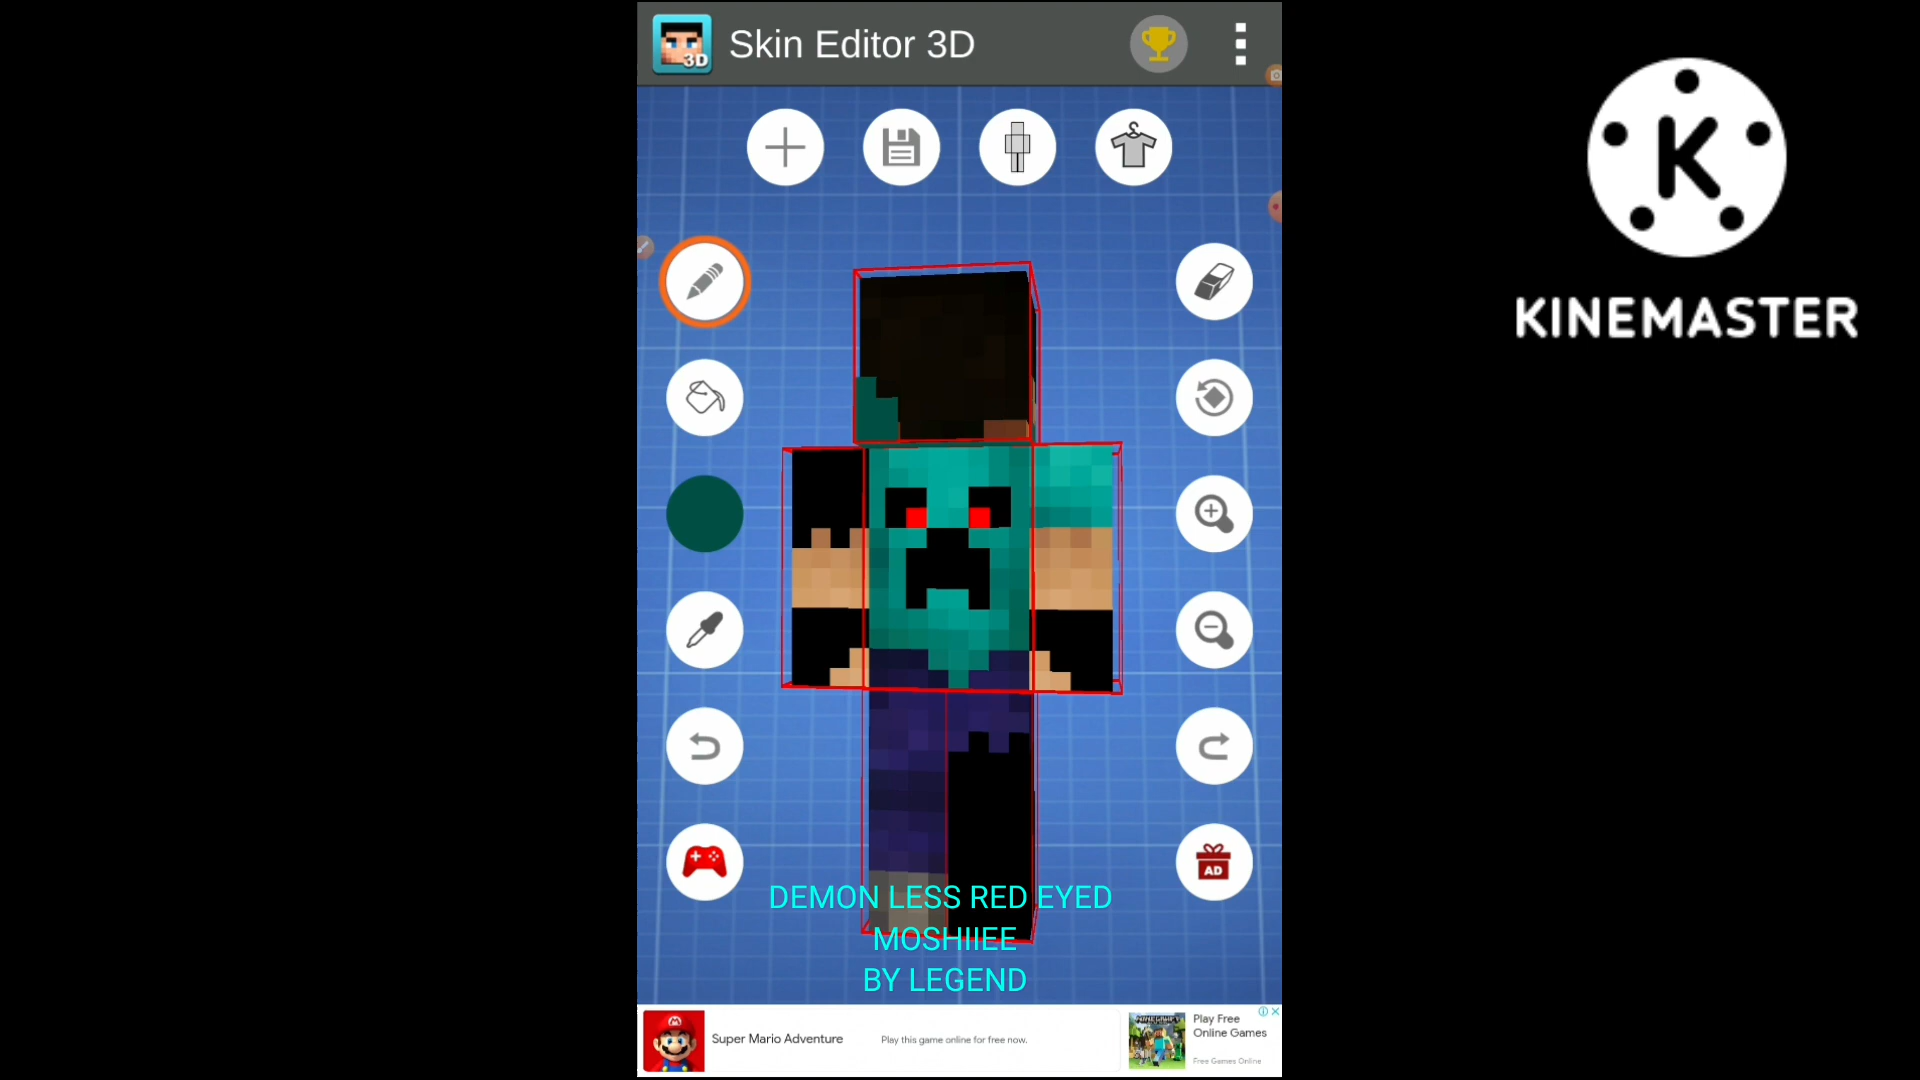 3D
Skin Editor 3D
K
KINEMASTER
AD
DEMON LESS RED EYED
MOSHIIEE
BY LEGEND
Super Mario Adventure
Play this game online for free now.
Play Free
Online Games
Free Games Online